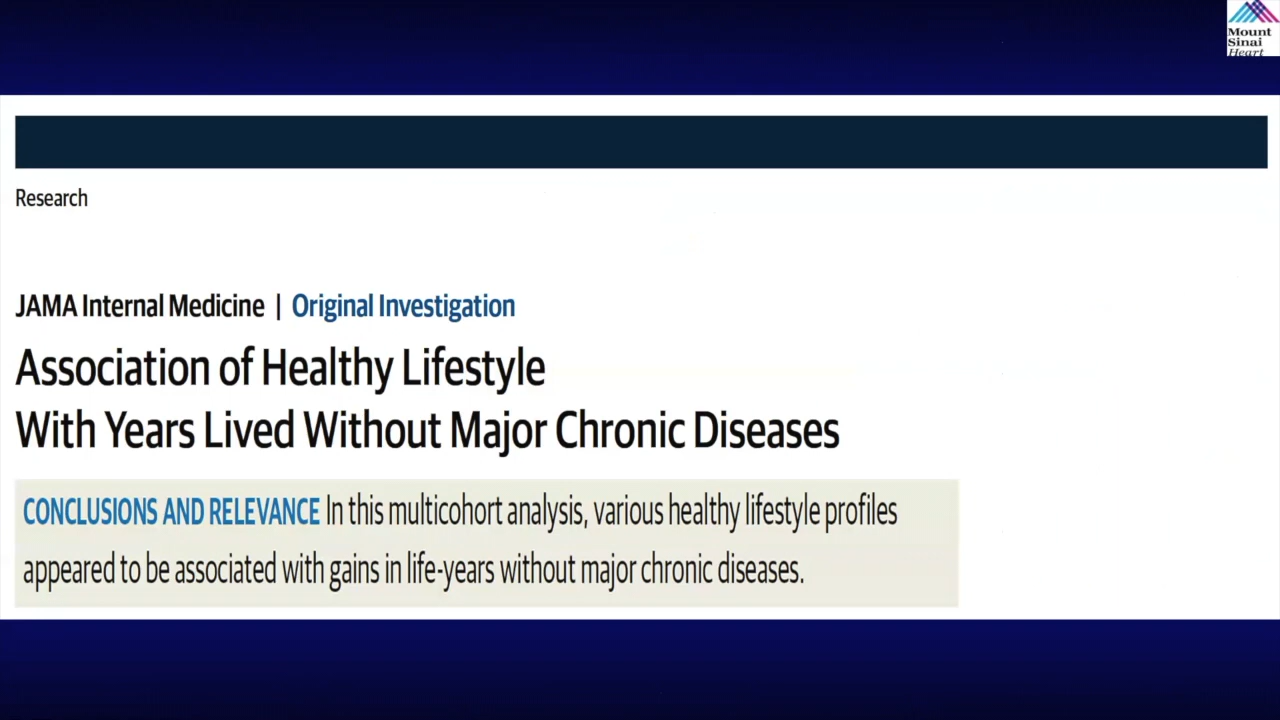 Mount
Sinai
Heart
Research
JAMA Internal Medicine | Original Investigation
Association of Healthy Lifestyle
With Years Lived Without Major Chronic Diseases
CONCLUSIONS AND RELEVANCE In this multicohort analysis, various healthy lifestyle profiles
appeared to be associated with gains in life-years without major chronic diseases.